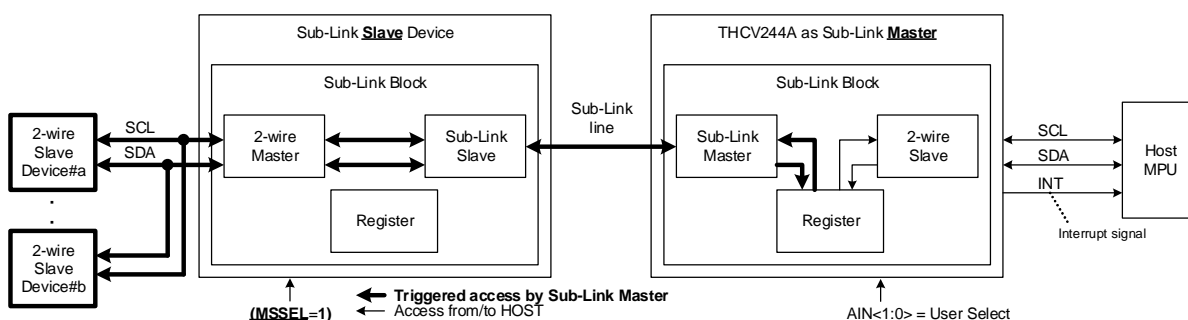 Sub-Link Slave Device
THCV244A as Sub-Link Master
Sub-Link Block
Sub-Link Block
2-wire
Slave
Device#a
SCL
SDA
2-wire
Master
Sub-Link
Slave
Sub-Link
line
Sub-Link
Master
2-wire
Slave
SCL
SDA
INT
Host
MPU
Register
Register
Interrupt signal
2-wire
Slave
Device#b
(MSSEL=1)
Triggered access by Sub-Link Master
Access from/to HOST
AIN<1:0> = User Select